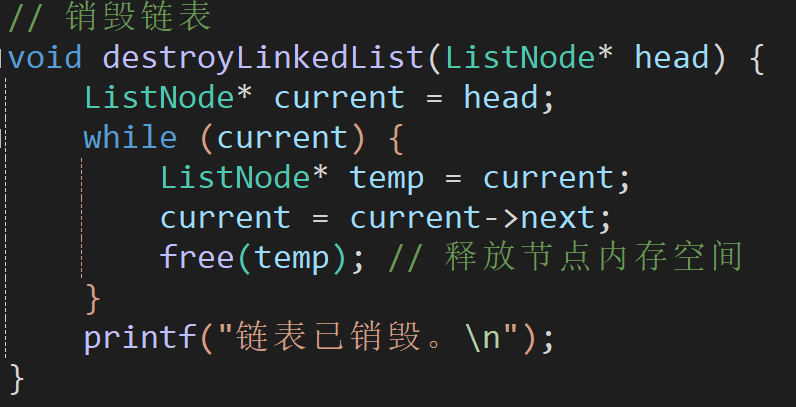 // 销毁链表
void destroyLinkedList(ListNode* head) {
    ListNode* current = head;
    while (current) {
        ListNode* temp = current;
        current = current->next;
        free(temp); // 释放节点内存空间
    }
    printf("链表已销毁。\n");
}